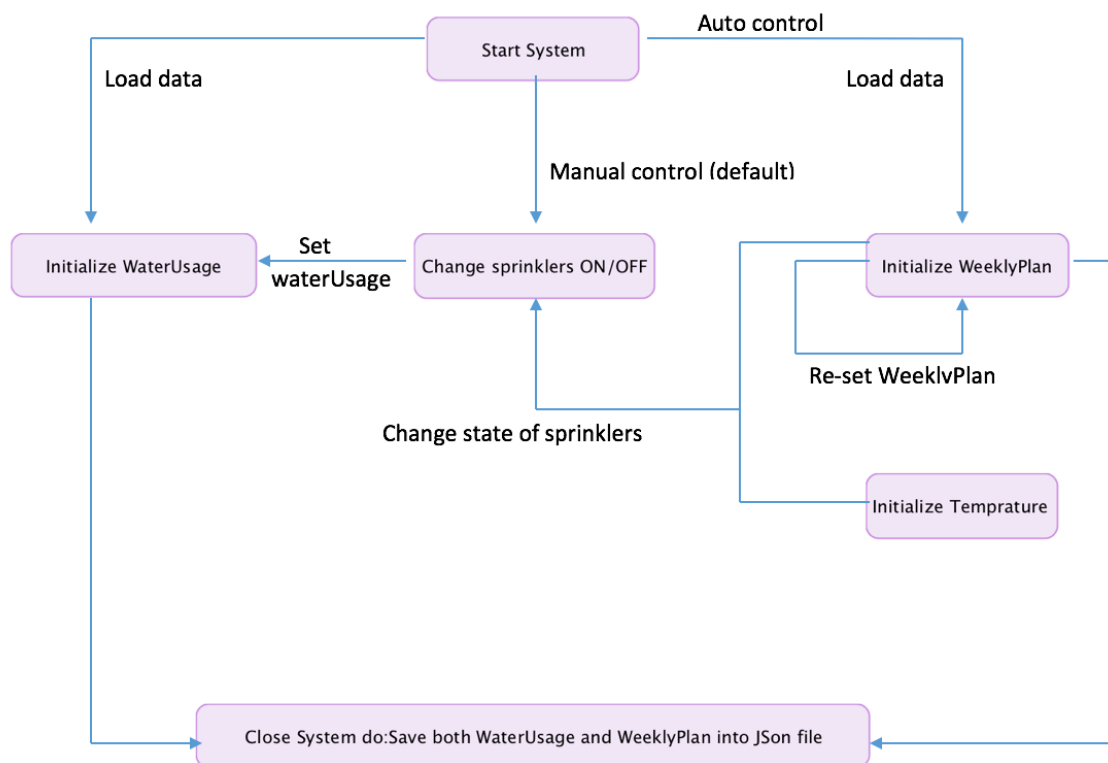 Auto control
Start System
Load data
Load data
Manual control (default)
Set
waterUsage
Initialize WaterUsage
Change sprinklers ON/OFF
Initialize WeeklyPlan
Re-set WeeklyPlan
Change state of sprinklers
Initialize Temprature
Close System do:Save both WaterUsage and WeeklyPlan into JSon file